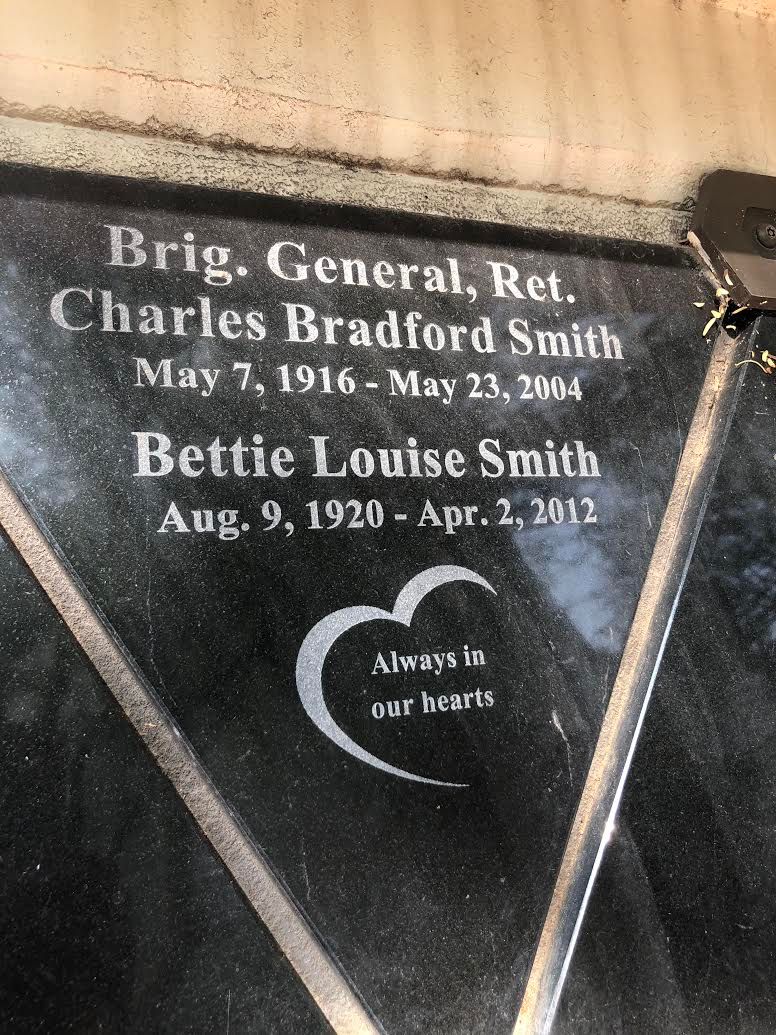 Brig. General, Ret.
Charles Bradford Smith
May 7, 1916 - May 23, 2004
Bettie Louise Smith
Aug. 9, 1920 - Apr. 2, 2012
Always in
our hearts